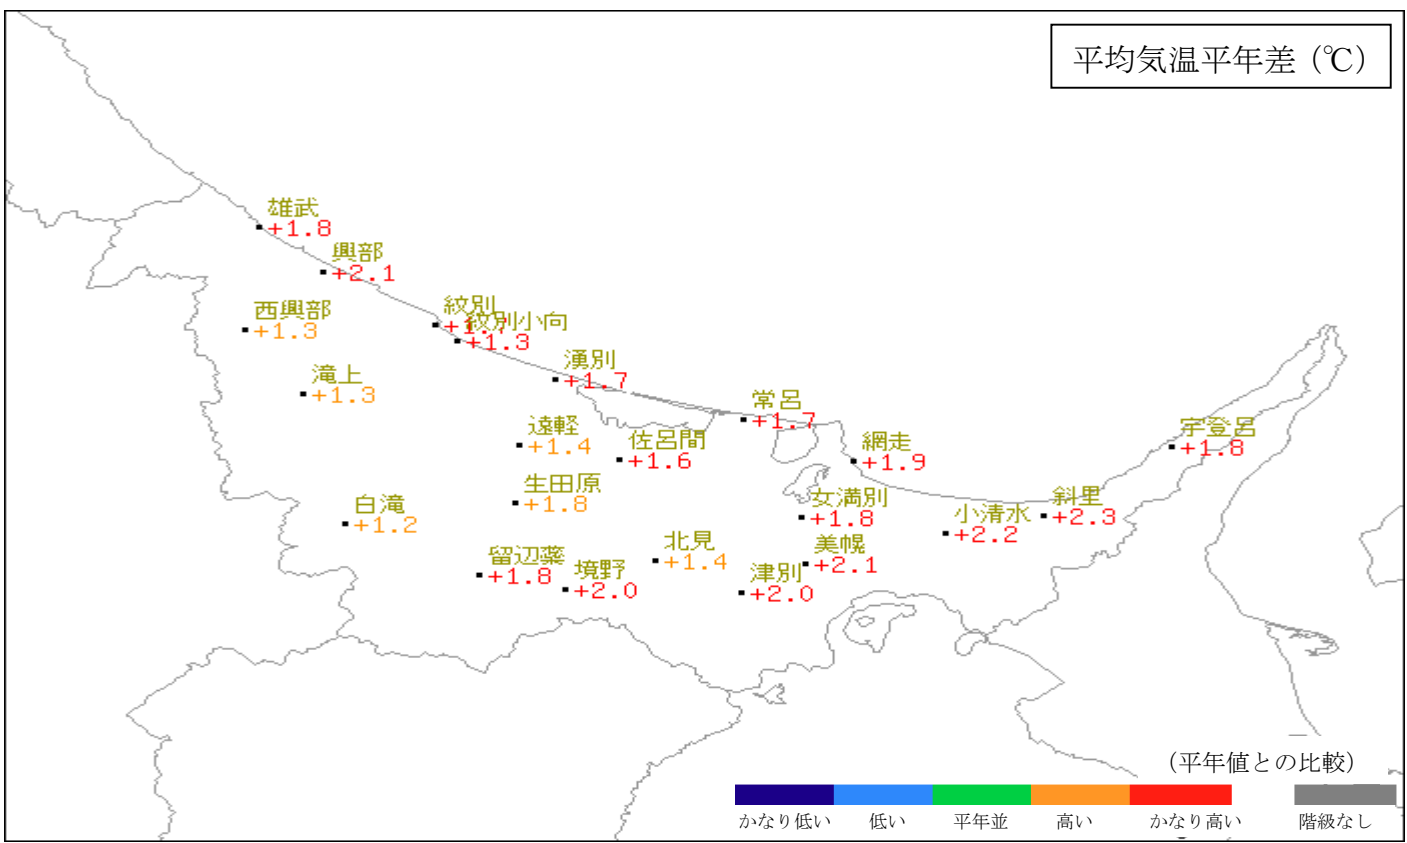 平均気温平年差（℃）
雄武
+1.8
興部
+2.1
西興部
+1.3
紋別
+1.7
紋別小向
+1.3
湧別
+1.7
滝上
+1.3
常呂
+1.7
遠軽
+1.4
佐呂間
+1.6
網走
+1.9
宇登呂
+1.8
生田原
+1.8
白滝
+1.2
女満別
+1.8
小清水
+2.2
斜里
+2.3
北見
+1.4
美幌
+2.1
留辺蘂
+1.8
境野
+2.0
津別
+2.0
（平年値との比較）
かなり低い 低い 平年並 高い かなり高い 階級なし